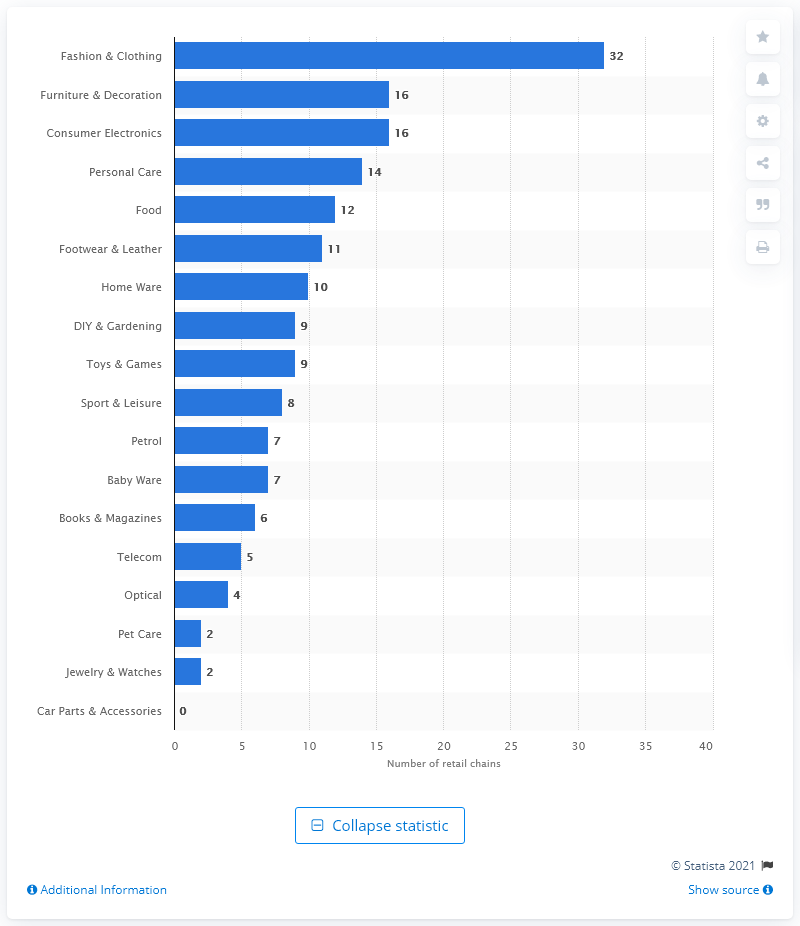 Fashion & Clothing 32
Furniture & Decoration 16
Consumer Electronics 16
Personal Care 14
Food 12
Footwear & Leather 11
Home Ware 10
DIY & Gardening 9
Toys & Games 9
Sport & Leisure 8
Petrol 7
Baby Ware 7
Books & Magazines 6
Telecom 5
Optical 4
Pet Care 2
Jewelry & Watches 2
Car Parts & Accessories 0
0 5 10 15 20 25 30 35 40
Number of retail chains
Collapse statistic
© Statista 2021
Additional Information Show source